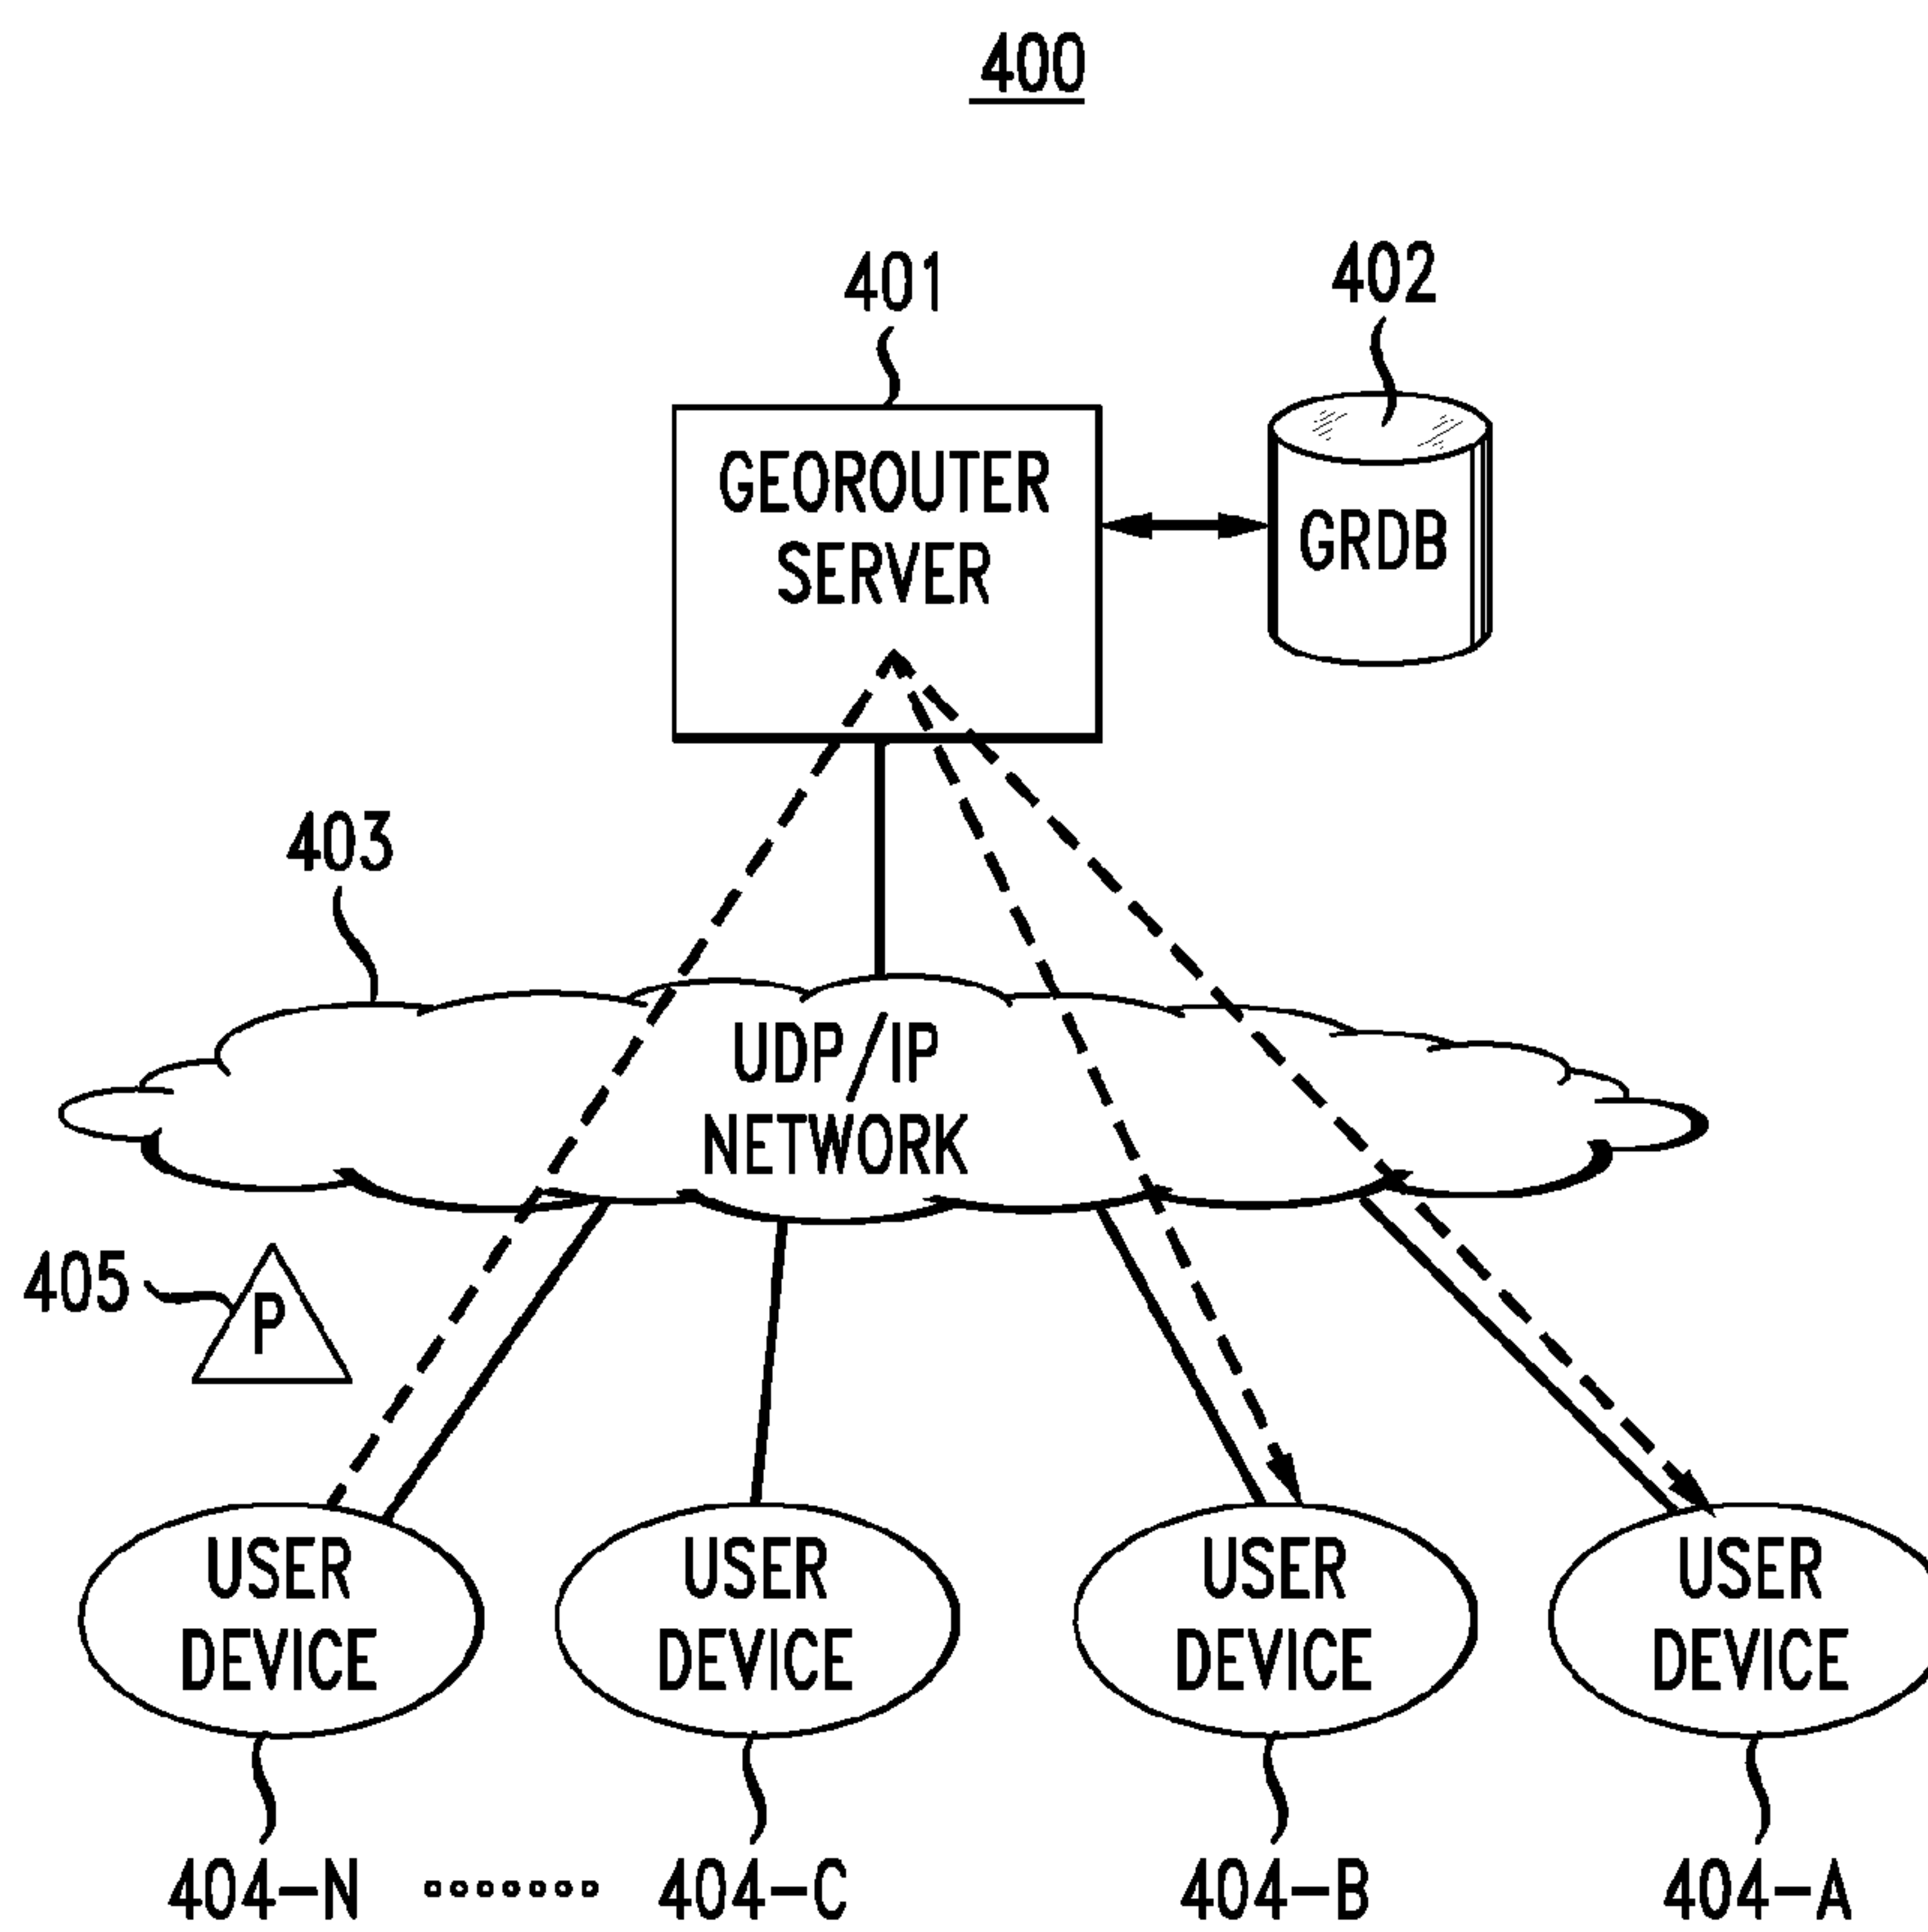 400
401
402
GEOROUTER
SERVER
GRDB
403
UDP/IP
NETWORK
405
P
USER
DEVICE
USER
DEVICE
USER
DEVICE
USER
DEVICE
404-N
404-C
404-B
404-A